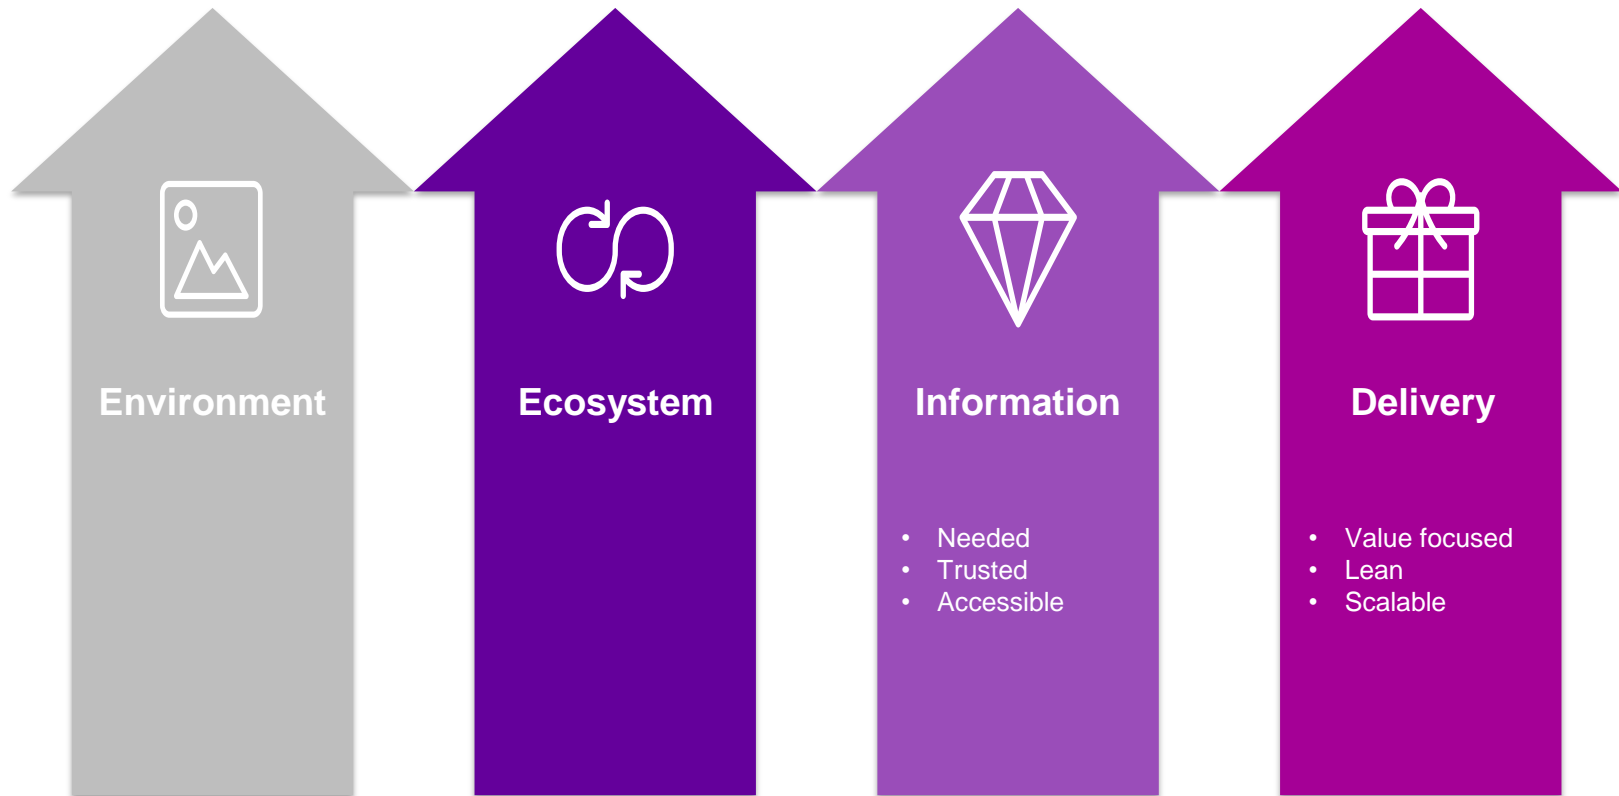 Environment
Ecosystem
Information
• Needed
• Trusted
• Accessible
Delivery
• Value focused
• Lean
• Scalable